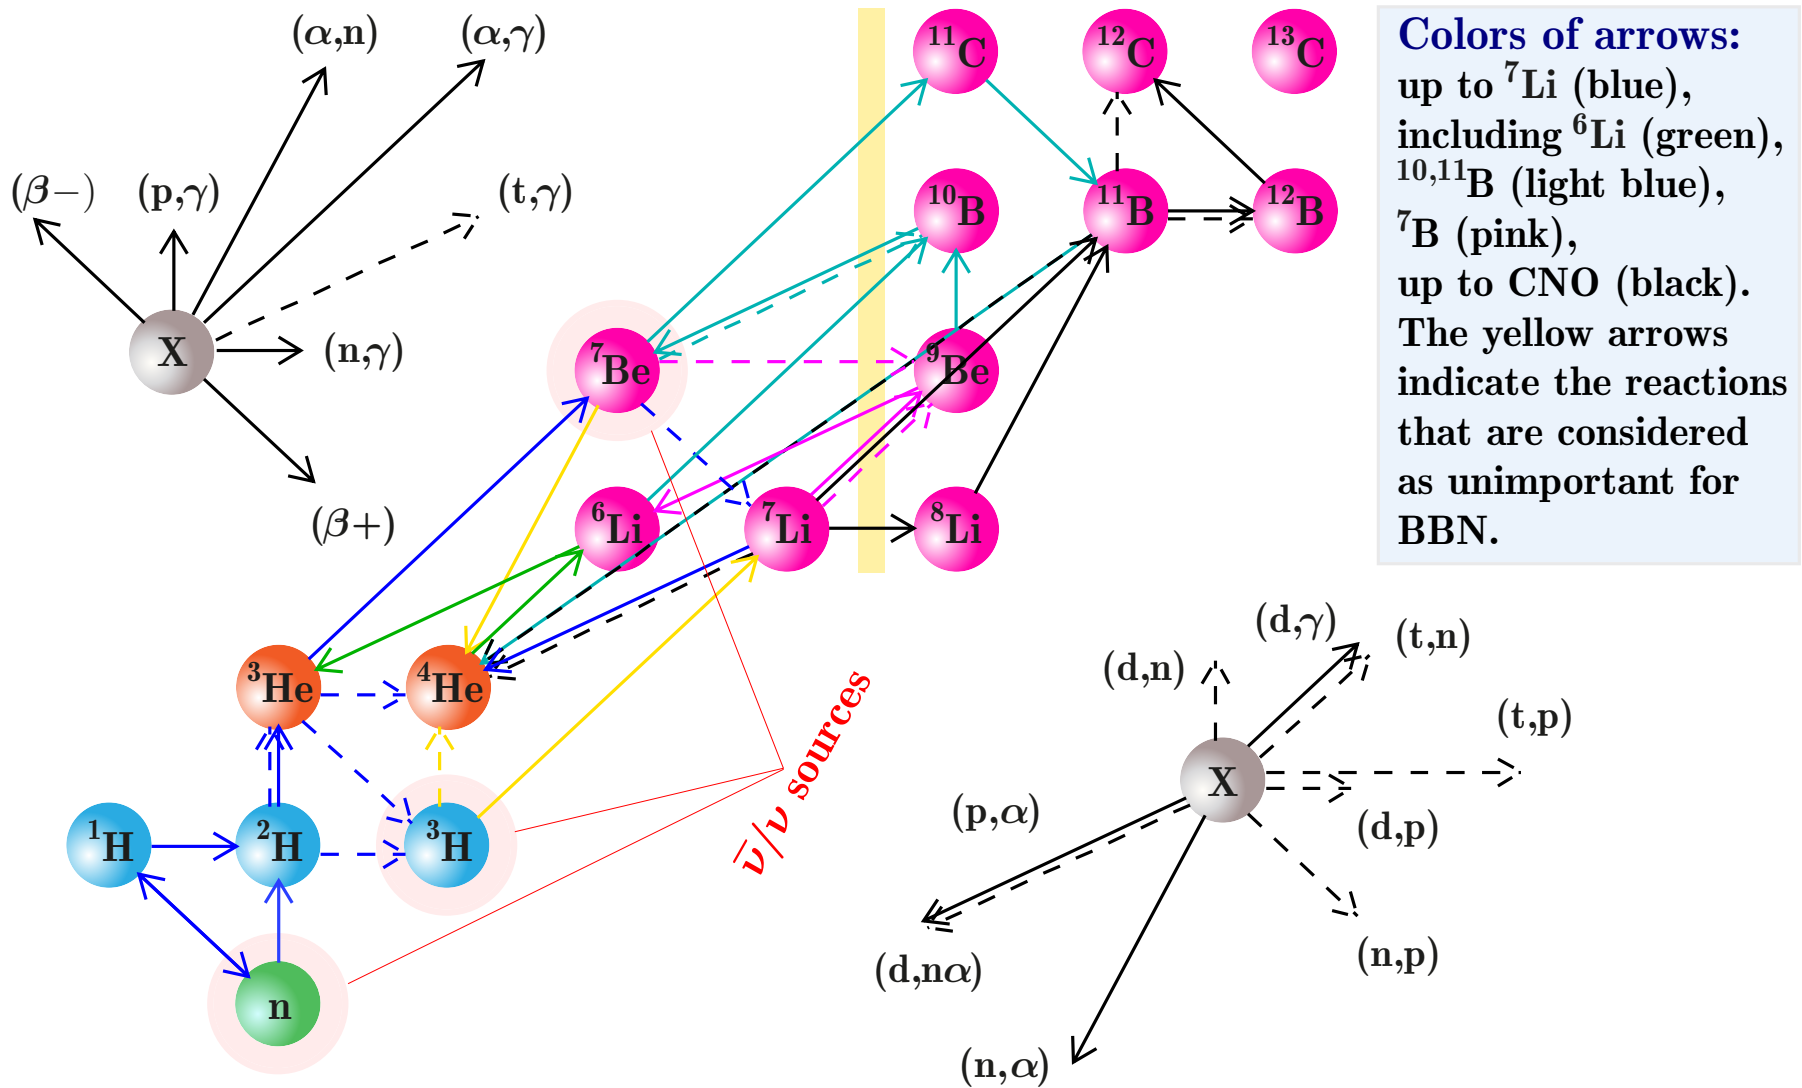 (α,n)
(α,γ)
(β−)
(p,γ)
(t,γ)
X
(n,γ)
(β+)
¹¹C
¹²C
¹³C
¹⁰B
¹¹B
¹²B
⁷Be
⁹Be
⁶Li
⁷Li
⁸Li
³He
⁴He
¹H
²H
³H
n
ν̅/ν sources
Colors of arrows:
up to ⁷Li (blue),
including ⁶Li (green),
¹⁰,¹¹B (light blue),
⁷B (pink),
up to CNO (black).
The yellow arrows
indicate the reactions
that are considered
as unimportant for
BBN.
(d,γ)
(t,n)
(d,n)
(t,p)
X
(p,α)
(d,p)
(d,nα)
(n,p)
(n,α)